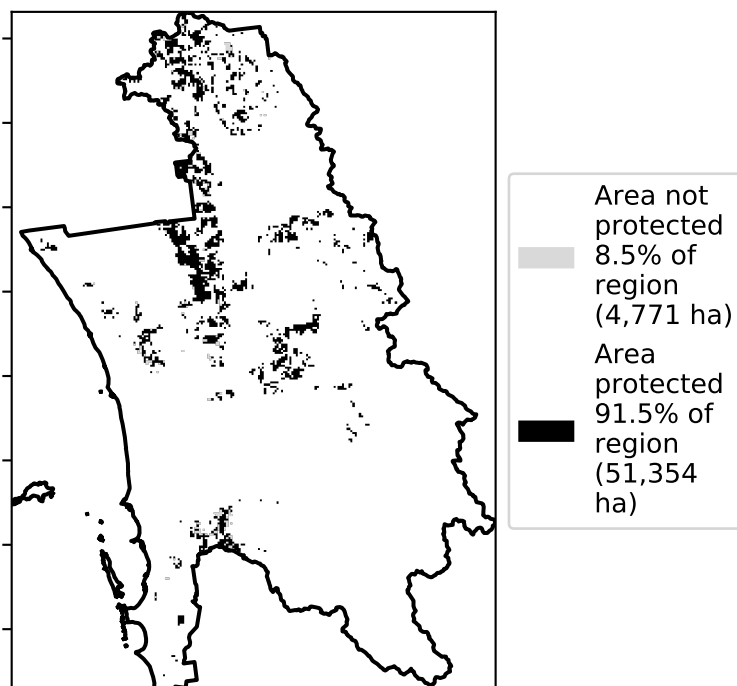 Area not
protected
8.5% of
region
(4,771 ha)
Area
protected
91.5% of
region
(51,354
ha)